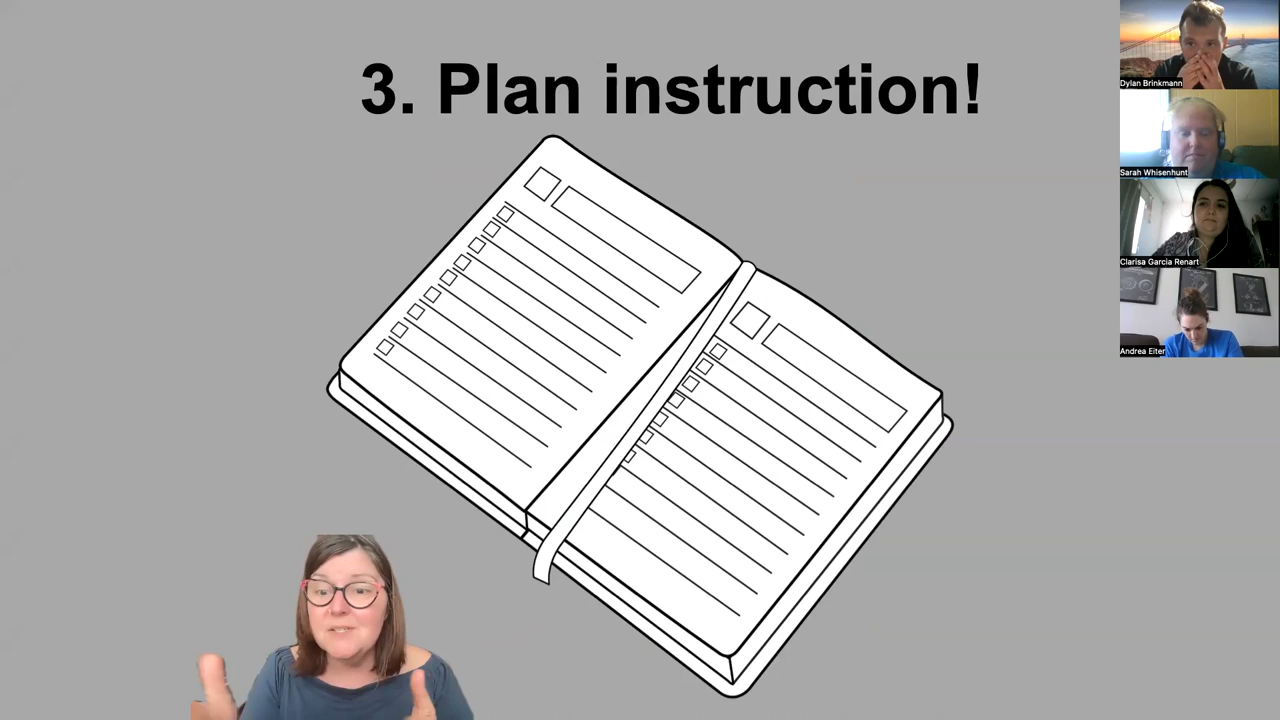 3. Plan instruction!
Dylan Brinkmann
Sarah Whisenhunt
Clarisa Garcia Renart
Andrea Eiter